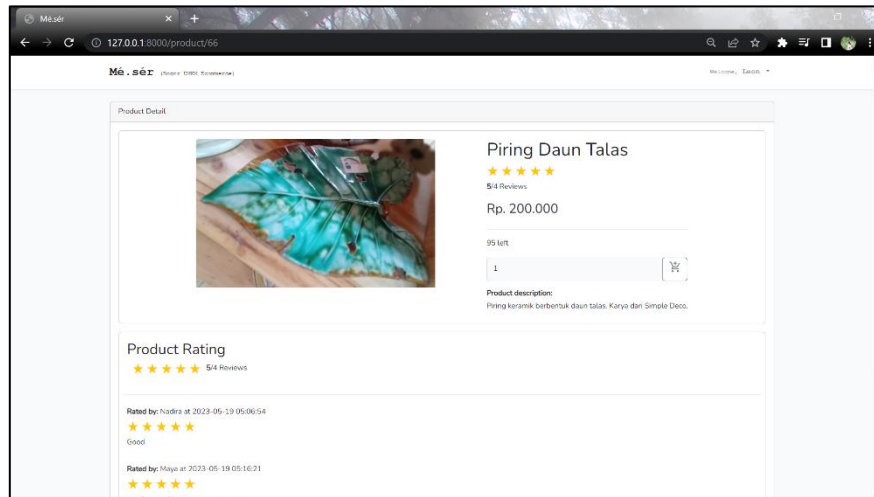 Mé.sér
127.0.0.1:8000/product/66
Mé.sér (Super UMKM Ecommerse)
Welcome, Leon
Product Detail
Piring Daun Talas
5/4 Reviews
Rp. 200.000
95 left
1
Product description:
Piring keramik berbentuk daun talas. Karya dari Simple Deco.
Product Rating
5/4 Reviews
Rated by: Nadira at 2023-05-19 05:06:54
Good
Rated by: Maya at 2023-05-19 05:16:21